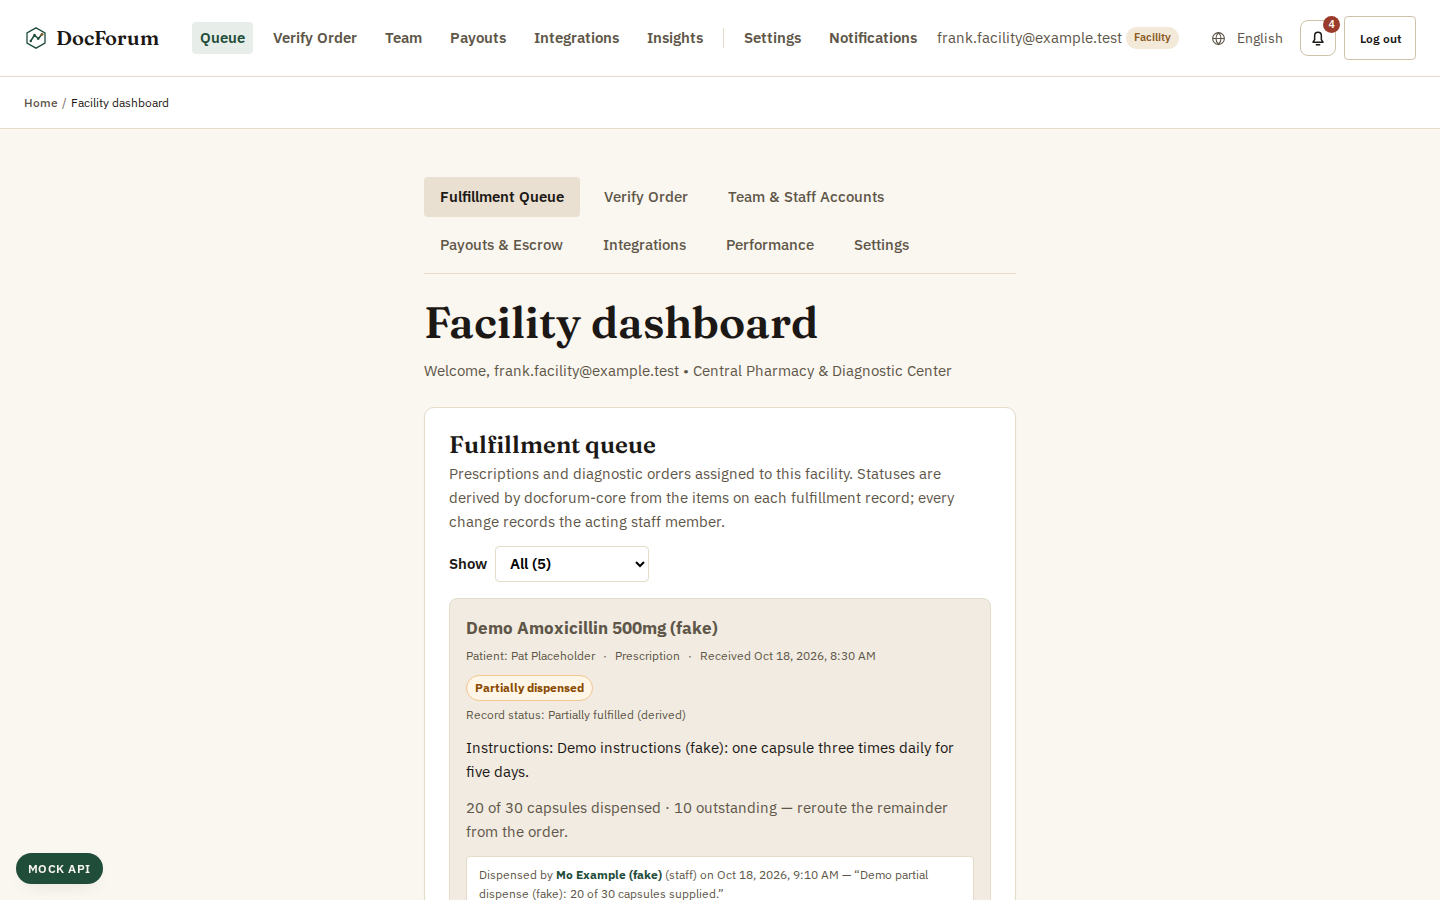 DocForum
Queue Verify Order Team Payouts Integrations Insights Settings Notifications frank.facility@example.test Facility English 4 Log out
Home / Facility dashboard
Fulfillment Queue Verify Order Team & Staff Accounts
Payouts & Escrow Integrations Performance Settings
Facility dashboard
Welcome, frank.facility@example.test • Central Pharmacy & Diagnostic Center
Fulfillment queue
Prescriptions and diagnostic orders assigned to this facility. Statuses are
derived by docforum-core from the items on each fulfillment record; every
change records the acting staff member.
Show All (5)
Demo Amoxicillin 500mg (fake)
Patient: Pat Placeholder · Prescription · Received Oct 18, 2026, 8:30 AM
Partially dispensed
Record status: Partially fulfilled (derived)
Instructions: Demo instructions (fake): one capsule three times daily for
five days.
20 of 30 capsules dispensed · 10 outstanding — reroute the remainder
from the order.
Dispensed by Mo Example (fake) (staff) on Oct 18, 2026, 9:10 AM — “Demo partial
dispense (fake): 20 of 30 capsules supplied.”
MOCK API